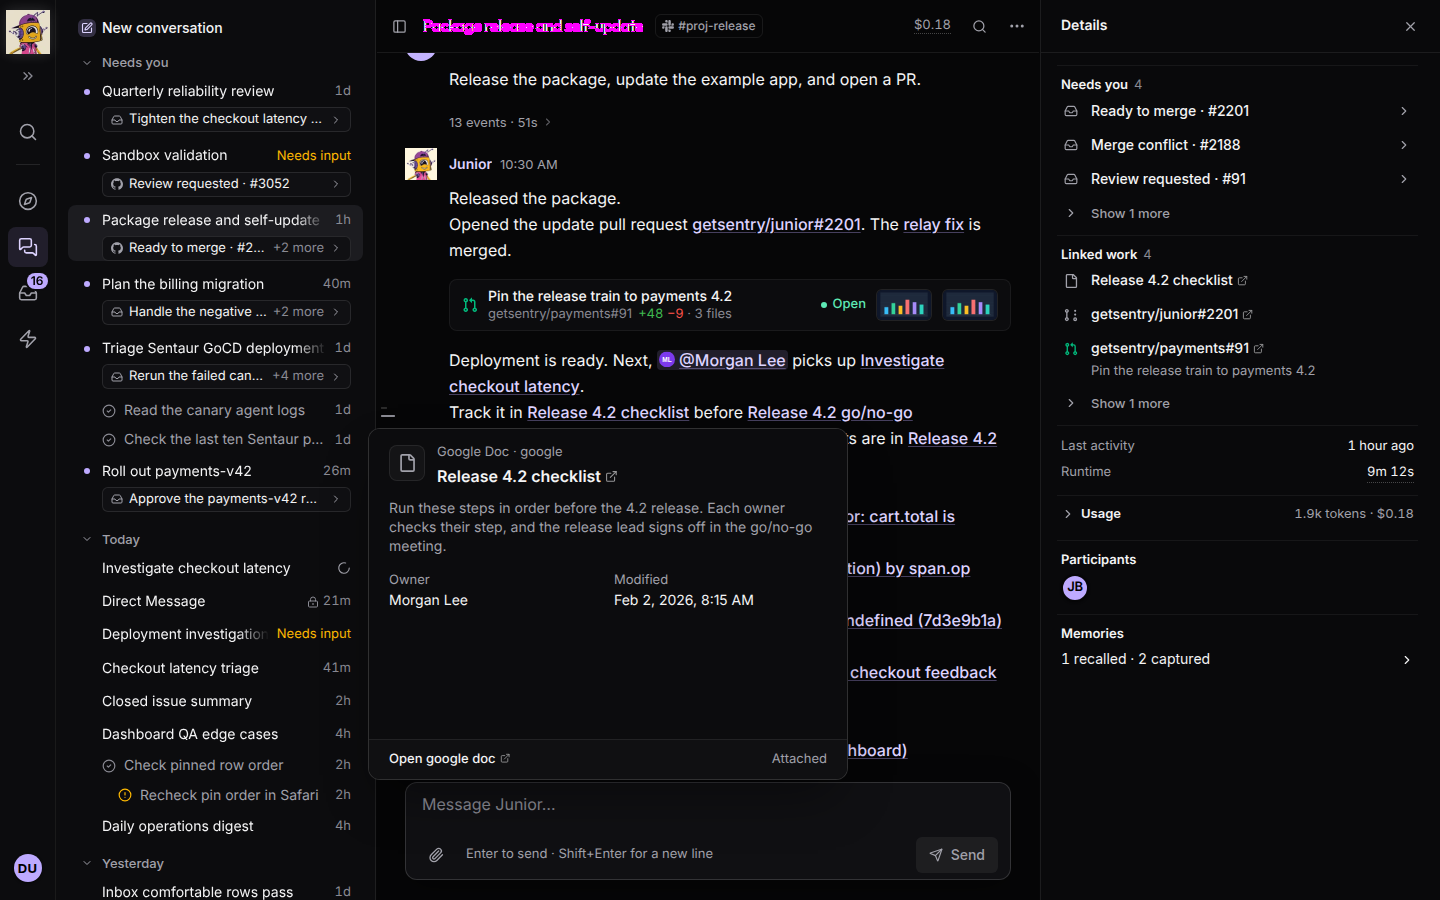 New conversation
Needs you
Quarterly reliability review 1d
Tighten the checkout latency ...
Sandbox validation Needs input
Review requested · #3052
Package release and self-update 1h
Ready to merge · #2... +2 more
Plan the billing migration 40m
Handle the negative ... +2 more
Triage Sentaur GoCD deployment 1d
Rerun the failed can... +4 more
Read the canary agent logs 1d
Check the last ten Sentaur p... 1d
Roll out payments-v42 26m
Approve the payments-v42 r...
Today
Investigate checkout latency
Direct Message 21m
Deployment investigation Needs input
Checkout latency triage 41m
Closed issue summary 2h
Dashboard QA edge cases 4h
Check pinned row order 2h
Recheck pin order in Safari 2h
Daily operations digest 4h
Yesterday
Inbox comfortable rows pass 1d
16
DU
Package release and self-update #proj-release $0.18
Release the package, update the example app, and open a PR.
13 events · 51s
Junior 10:30 AM
Released the package.
Opened the update pull request getsentry/junior#2201. The relay fix is
merged.
Pin the release train to payments 4.2
getsentry/payments#91 +48 −9 · 3 files
Open
Deployment is ready. Next, ML @Morgan Lee picks up Investigate
checkout latency.
Track it in Release 4.2 checklist before Release 4.2 go/no-go
ts are in Release 4.2
or: cart.total is
tion) by span.op
ndefined (7d3e9b1a)
checkout feedback
hboard)
Google Doc · google
Release 4.2 checklist
Run these steps in order before the 4.2 release. Each owner
checks their step, and the release lead signs off in the go/no-go
meeting.
Owner Modified
Morgan Lee Feb 2, 2026, 8:15 AM
Open google doc Attached
Message Junior...
Enter to send · Shift+Enter for a new line
Send
Details
Needs you 4
Ready to merge · #2201
Merge conflict · #2188
Review requested · #91
Show 1 more
Linked work 4
Release 4.2 checklist
getsentry/junior#2201
getsentry/payments#91
Pin the release train to payments 4.2
Show 1 more
Last activity 1 hour ago
Runtime 9m 12s
Usage 1.9k tokens · $0.18
Participants
JB
Memories
1 recalled · 2 captured